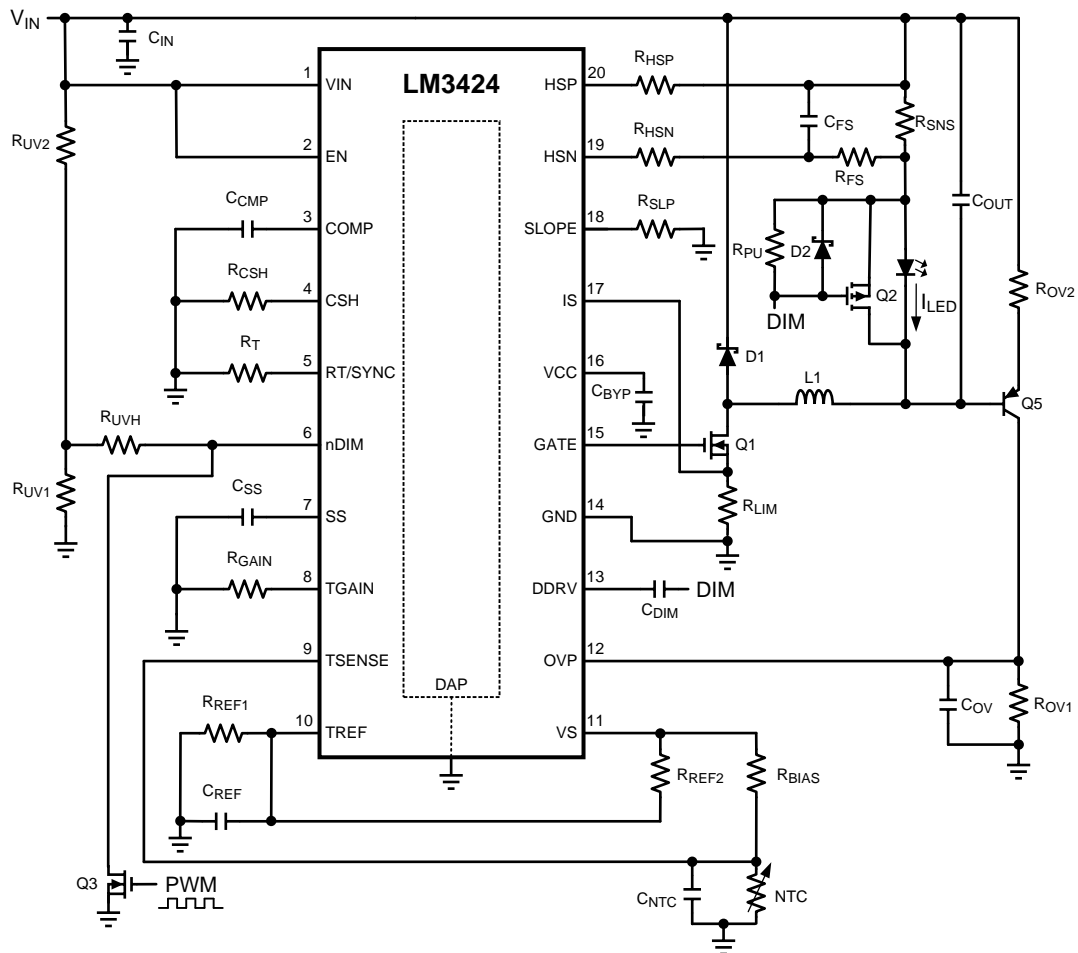 VIN
CIN
LM3424
1 VIN
HSP 20
RHSP
RUV2
2 EN
HSN 19
RHSN
CFS
RSNS
RFS
CCMP
3 COMP
SLOPE 18
RSLP
COUT
RPU
D2
Q2
DIM
ILED
ROV2
RCSH
4 CSH
IS 17
RT
5 RT/SYNC
VCC 16
CBYP
D1
L1
Q5
RUVH
6 nDIM
GATE 15
Q1
RUV1
CSS
7 SS
GND 14
RLIM
RGAIN
8 TGAIN
DDRV 13
CDIM
DIM
9 TSENSE
OVP 12
DAP
COV
ROV1
RREF1
10 TREF
VS 11
RREF2
RBIAS
CREF
Q3
PWM
CNTC
NTC